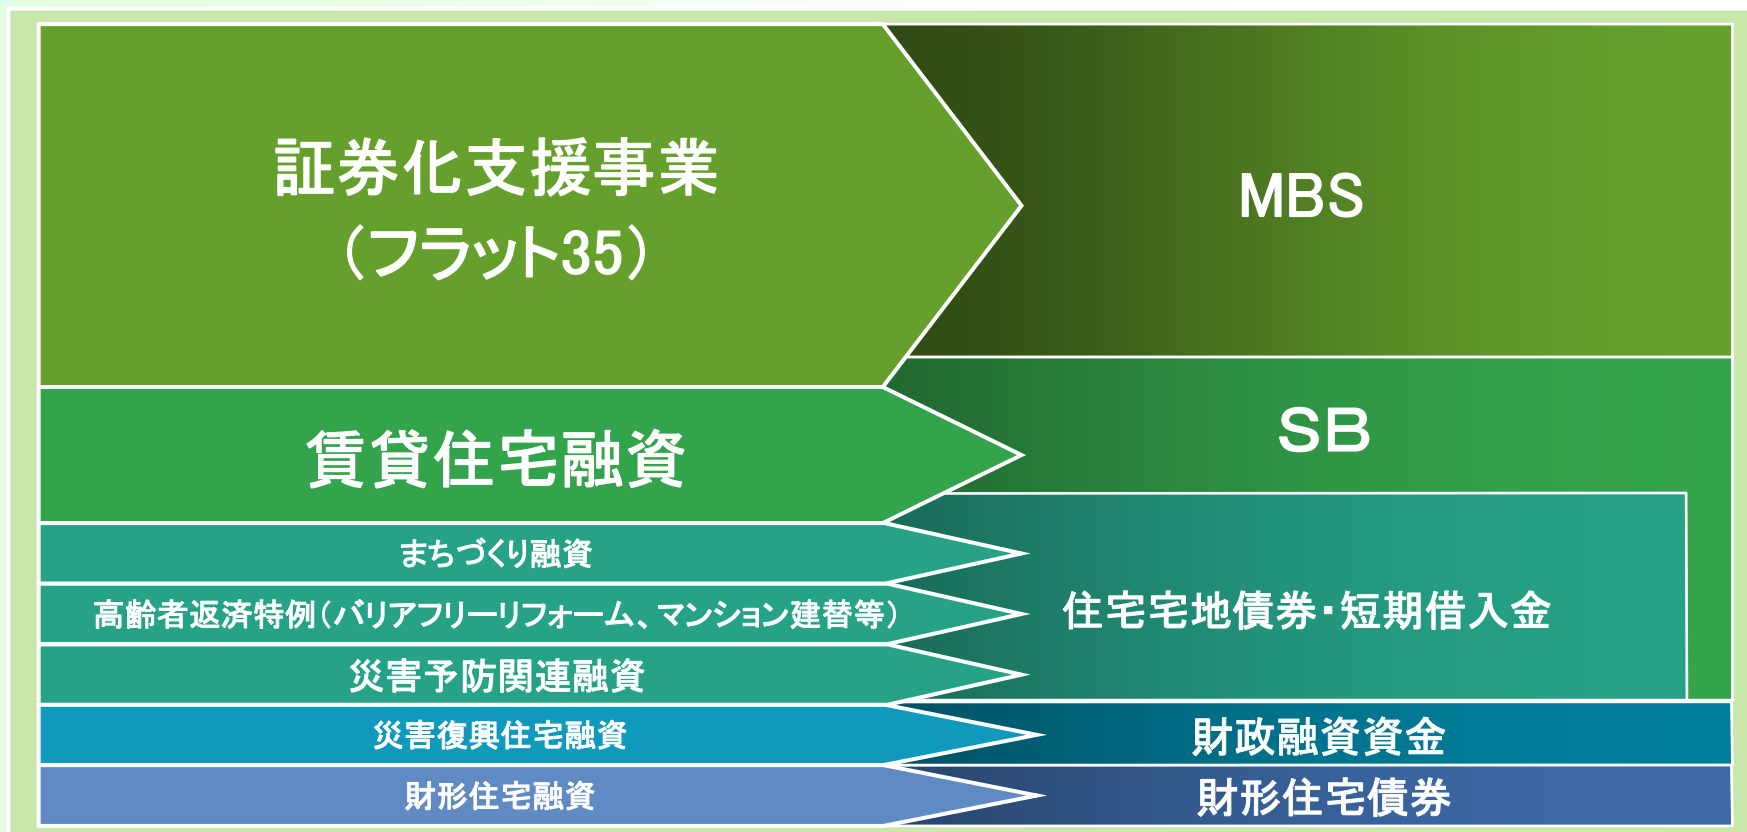 証券化支援事業
（フラット35）
MBS
賃貸住宅融資
SB
まちづくり融資
高齢者返済特例（バリアフリーリフォーム、マンション建替等）
災害予防関連融資
住宅宅地債券・短期借入金
災害復興住宅融資
財政融資資金
財形住宅融資
財形住宅債券